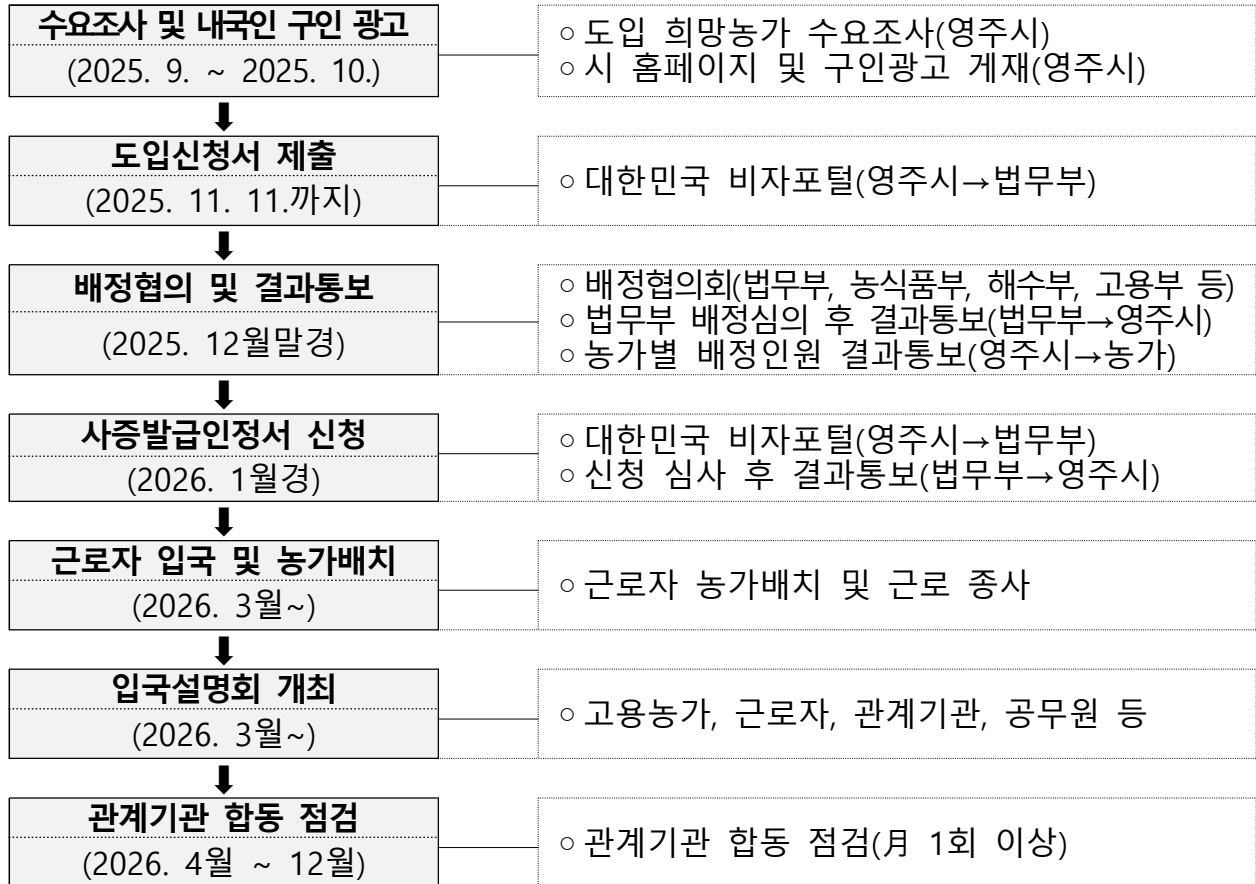 수요조사 및 내국인 구인 광고
(2025. 9. ~ 2025. 10.)
○ 도입 희망농가 수요조사(영주시)
○ 시 홈페이지 및 구인광고 게재(영주시)
도입신청서 제출
(2025. 11. 11.까지)
○ 대한민국 비자포털(영주시→법무부)
배정협의 및 결과통보
(2025. 12월말경)
○ 배정협의회(법무부, 농식품부, 해수부, 고용부 등)
○ 법무부 배정심의 후 결과통보(법무부→영주시)
○ 농가별 배정인원 결과통보(영주시→농가)
사증발급인정서 신청
(2026. 1월경)
○ 대한민국 비자포털(영주시→법무부)
○ 신청 심사 후 결과통보(법무부→영주시)
근로자 입국 및 농가배치
(2026. 3월~)
○ 근로자 농가배치 및 근로 종사
입국설명회 개최
(2026. 3월~)
○ 고용농가, 근로자, 관계기관, 공무원 등
관계기관 합동 점검
(2026. 4월 ~ 12월)
○ 관계기관 합동 점검(月 1회 이상)